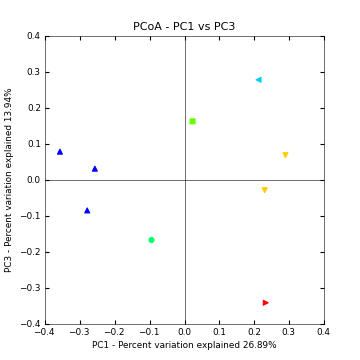 PCoA - PC1 vs PC3
0.4
0.3
0.2
0.1
0.0
−0.1
−0.2
−0.3
−0.4
PC3 - Percent variation explained 13.94%
−0.4 −0.3 −0.2 −0.1 0.0 0.1 0.2 0.3 0.4
PC1 - Percent variation explained 26.89%